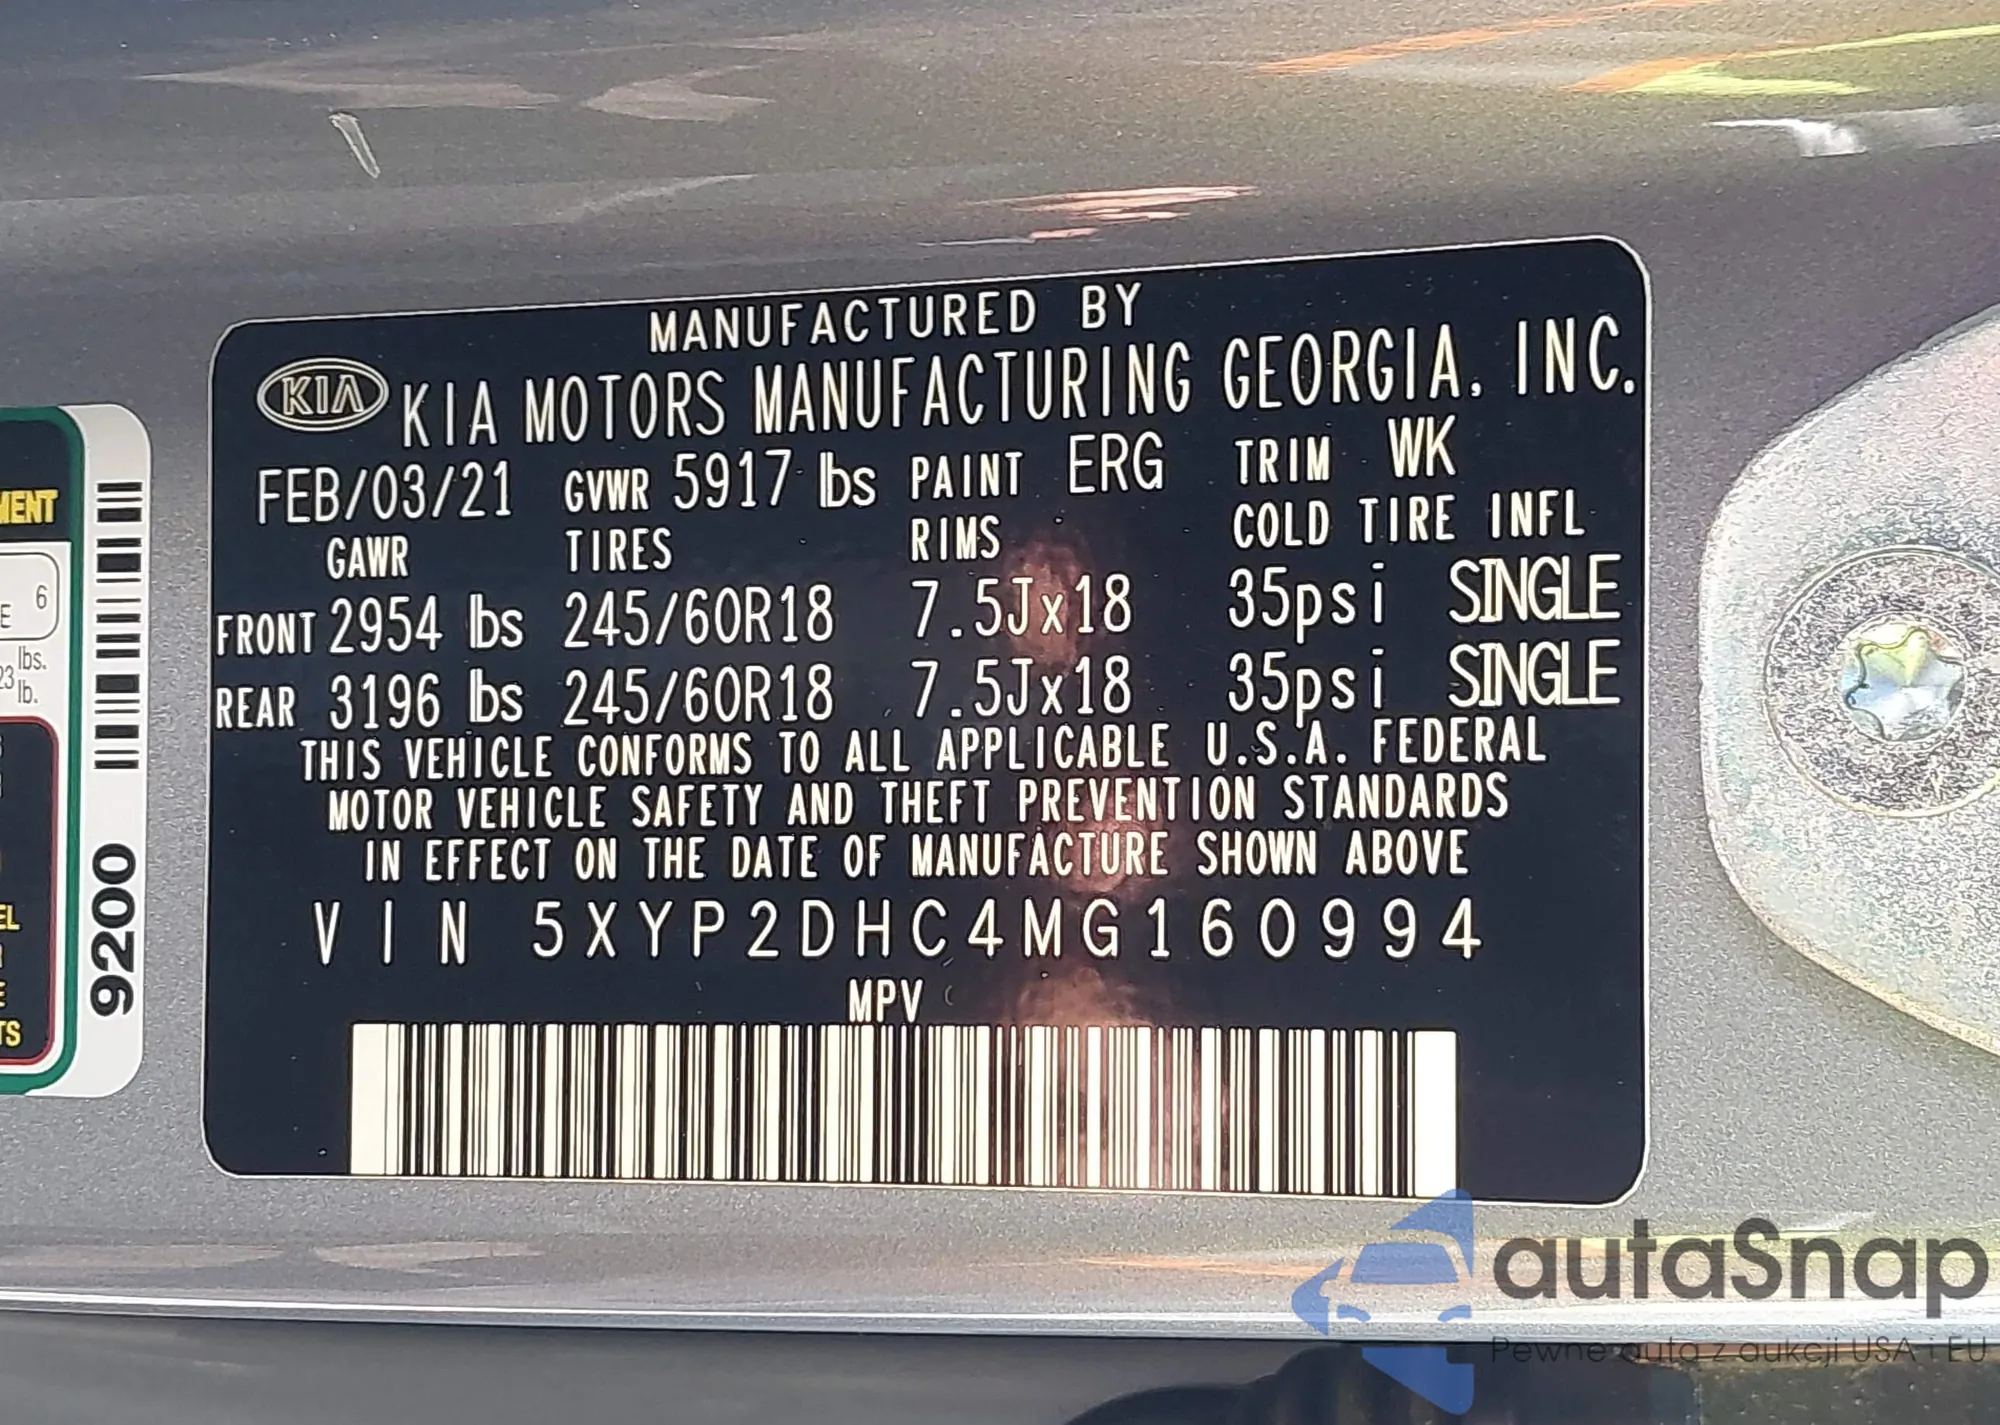 MANUFACTURED BY
KIA KIA MOTORS MANUFACTURING GEORGIA, INC.
FEB/03/21 GVWR 5917 lbs PAINT ERG TRIM WK
GAWR TIRES RIMS COLD TIRE INFL
FRONT 2954 lbs 245/60R18 7.5Jx18 35psi SINGLE
REAR 3196 lbs 245/60R18 7.5Jx18 35psi SINGLE
THIS VEHICLE CONFORMS TO ALL APPLICABLE U.S.A. FEDERAL
MOTOR VEHICLE SAFETY AND THEFT PREVENTION STANDARDS
IN EFFECT ON THE DATE OF MANUFACTURE SHOWN ABOVE
VIN 5XYP2DHC4MG160994
MPV
9200
6
lbs.
lb.
autaSnap
Pewne auta z aukcji USA i EU